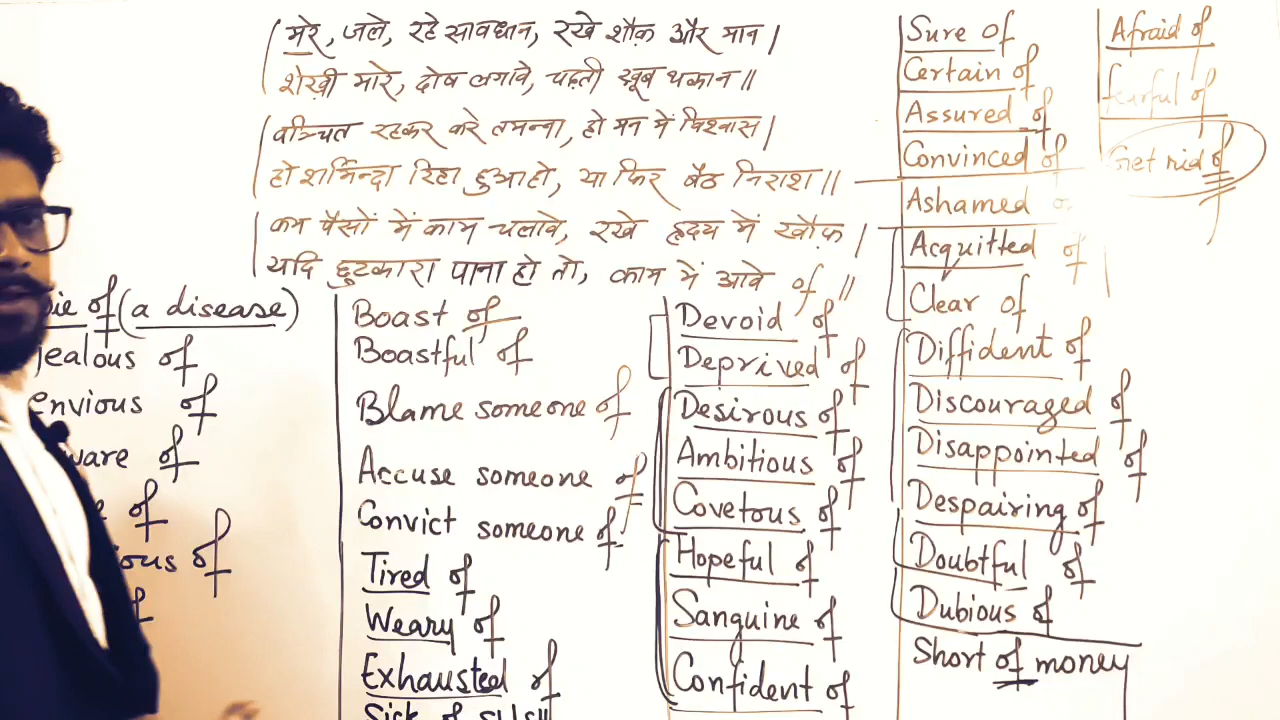 मरे, जले, रहे सावधान, रखे शौक़ और मान |
शेख़ी मारे, दोष लगावे, चढ़ती ख़ूब थकान ||
वञ्चित रहकर करे तमन्ना, हो मन में विश्वास |
हो शर्मिन्दा रिहा हुआ हो, या फिर बैठ निराश ||
कम पैसों में काम चलावे, रखे हृदय में ख़ौफ़ |
यदि छुटकारा पाना हो तो, काम में आवे of ||
of (a disease)
Jealous of
envious of
of
of
Boast of
Boastful of
Blame someone of
Accuse someone of
Convict someone of
Tired of
Weary of
Exhausted of
Sick of
Devoid of
Deprived of
Desirous of
Ambitious of
Covetous of
Hopeful of
Sanguine of
Confident of
Sure of
Certain of
Assured of
Convinced of
Ashamed
Acquitted of
Clear of
Diffident of
Discouraged of
Disappointed of
Despairing of
Doubtful of
Dubious of
Short of money
Afraid of
fearful of
Get rid of